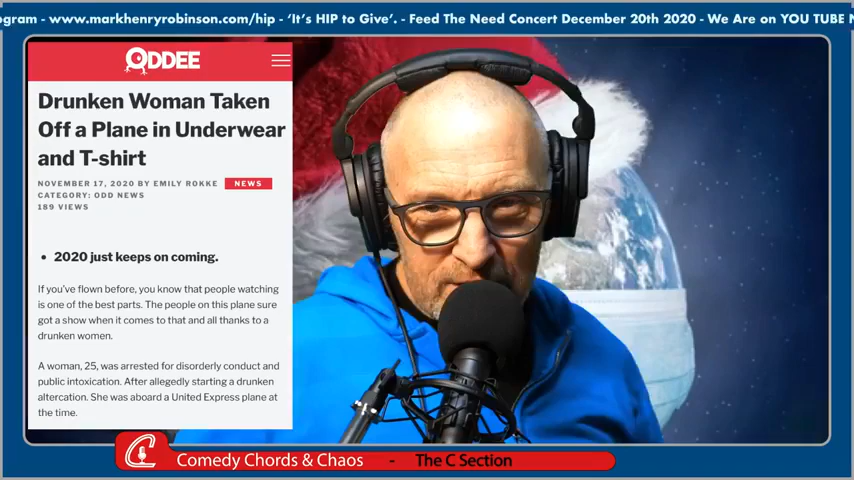 ogram - www.markhenryrobinson.com/hip - ‘It’s HIP to Give’. - Feed The Need Concert December 20th 2020 - We Are on YOU TUBE
ODDEE
Drunken Woman Taken
Off a Plane in Underwear
and T-shirt
NOVEMBER 17, 2020 BY EMILY ROKKE NEWS
CATEGORY: ODD NEWS
189 VIEWS
• 2020 just keeps on coming.
If you’ve flown before, you know that people watching
is one of the best parts. The people on this plane sure
got a show when it comes to that and all thanks to a
drunken women.
A woman, 25, was arrested for disorderly conduct and
public intoxication. After allegedly starting a drunken
altercation. She was aboard a United Express plane at
the time.
Comedy Chords & Chaos - The C Section